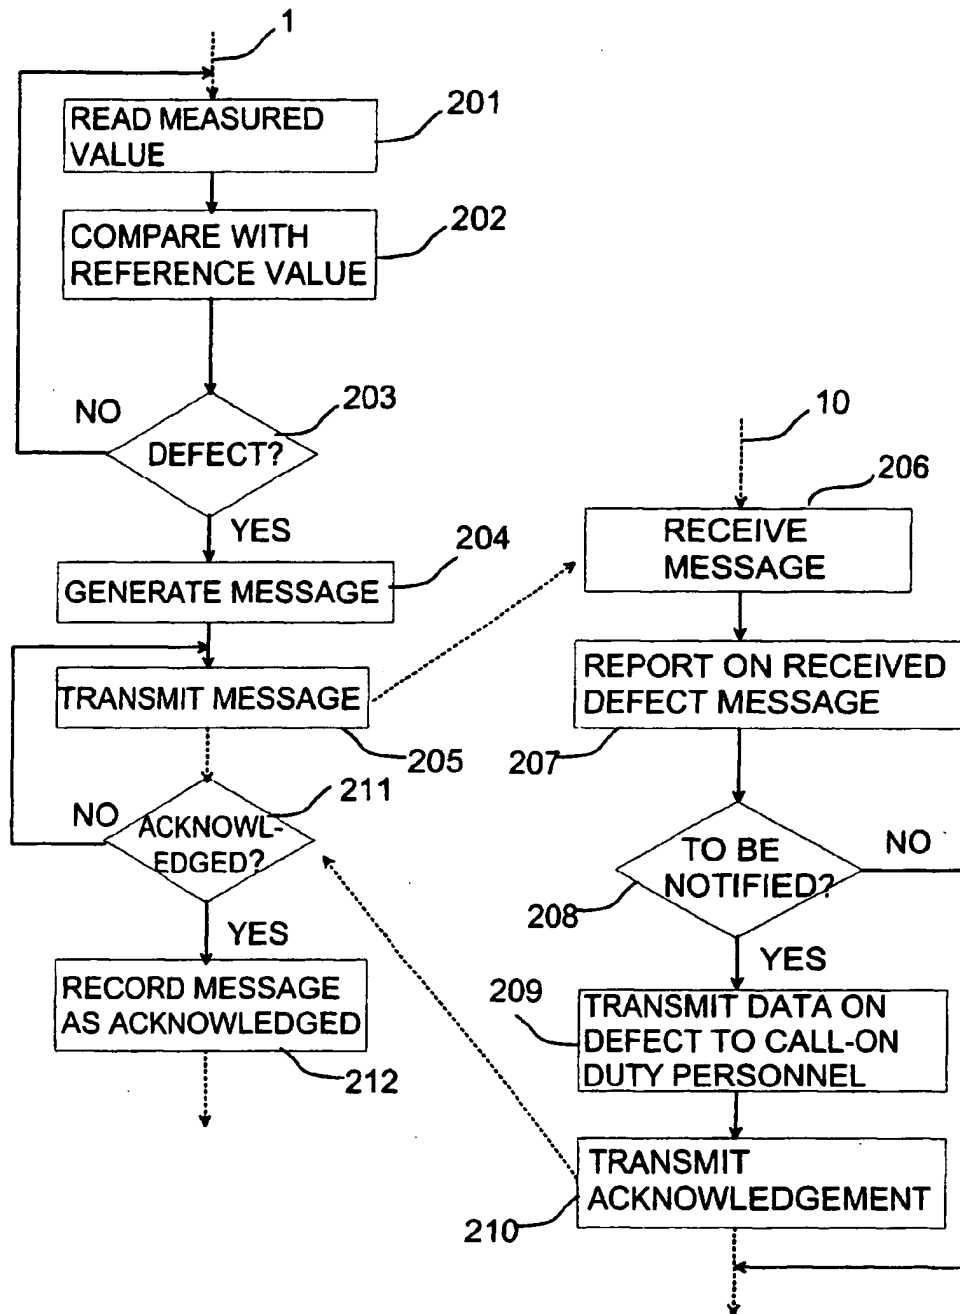 1
READ MEASURED
VALUE
201
COMPARE WITH
REFERENCE VALUE
202
NO
DEFECT?
203
YES
GENERATE MESSAGE
204
TRANSMIT MESSAGE
205
NO
ACKNOWL-
EDGED?
211
YES
RECORD MESSAGE
AS ACKNOWLEDGED
212
10
206
RECEIVE
MESSAGE
REPORT ON RECEIVED
DEFECT MESSAGE
207
TO BE
NOTIFIED?
NO
208
YES
209
TRANSMIT DATA ON
DEFECT TO CALL-ON
DUTY PERSONNEL
TRANSMIT
ACKNOWLEDGEMENT
210